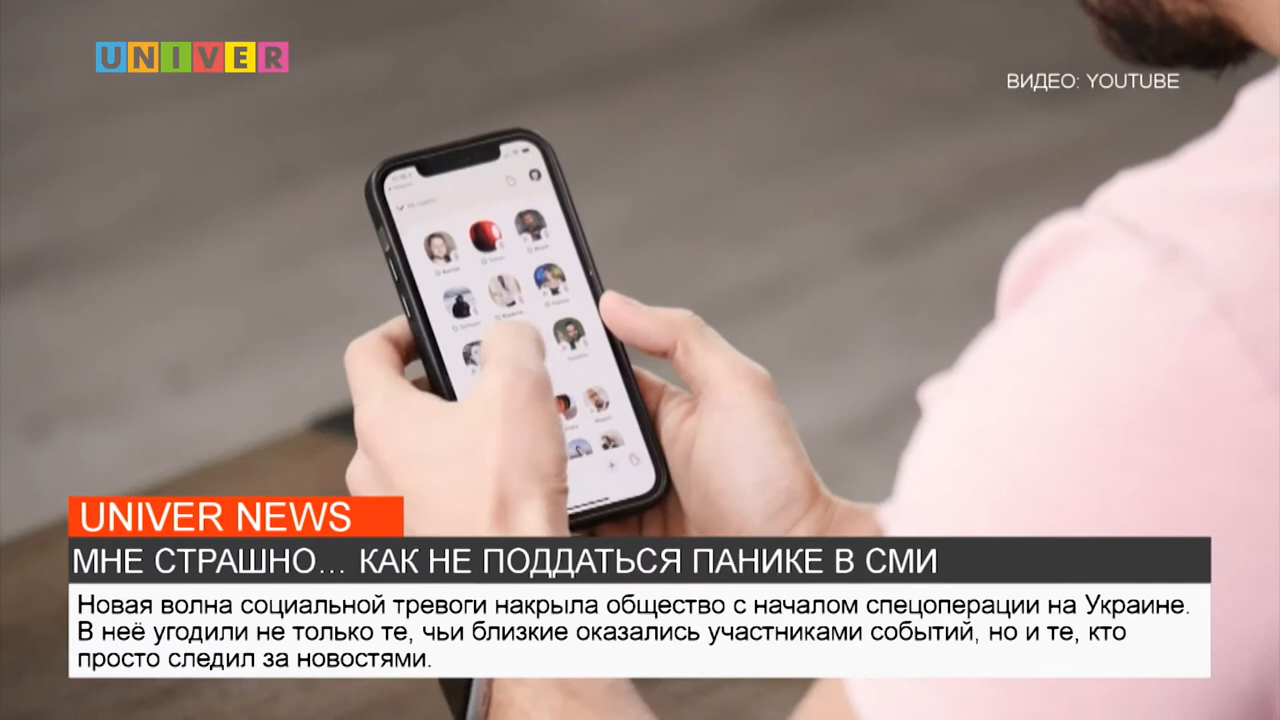 UNIVER
ВИДЕО: YOUTUBE
UNIVER NEWS
МНЕ СТРАШНО... КАК НЕ ПОДДАТЬСЯ ПАНИКЕ В СМИ
Новая волна социальной тревоги накрыла общество с началом спецоперации на Украине.
В неё угодили не только те, чьи близкие оказались участниками событий, но и те, кто
просто следил за новостями.